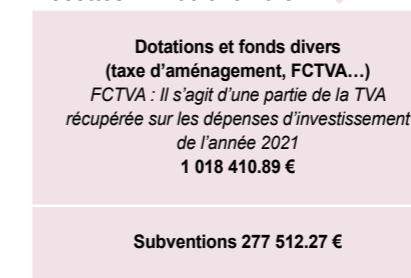 Dotations et fonds divers
(taxe d’aménagement, FCTVA…)
FCTVA : Il s’agit d’une partie de la TVA
récupérée sur les dépenses d’investissement
de l’année 2021
1 018 410.89 €
Subventions 277 512.27 €